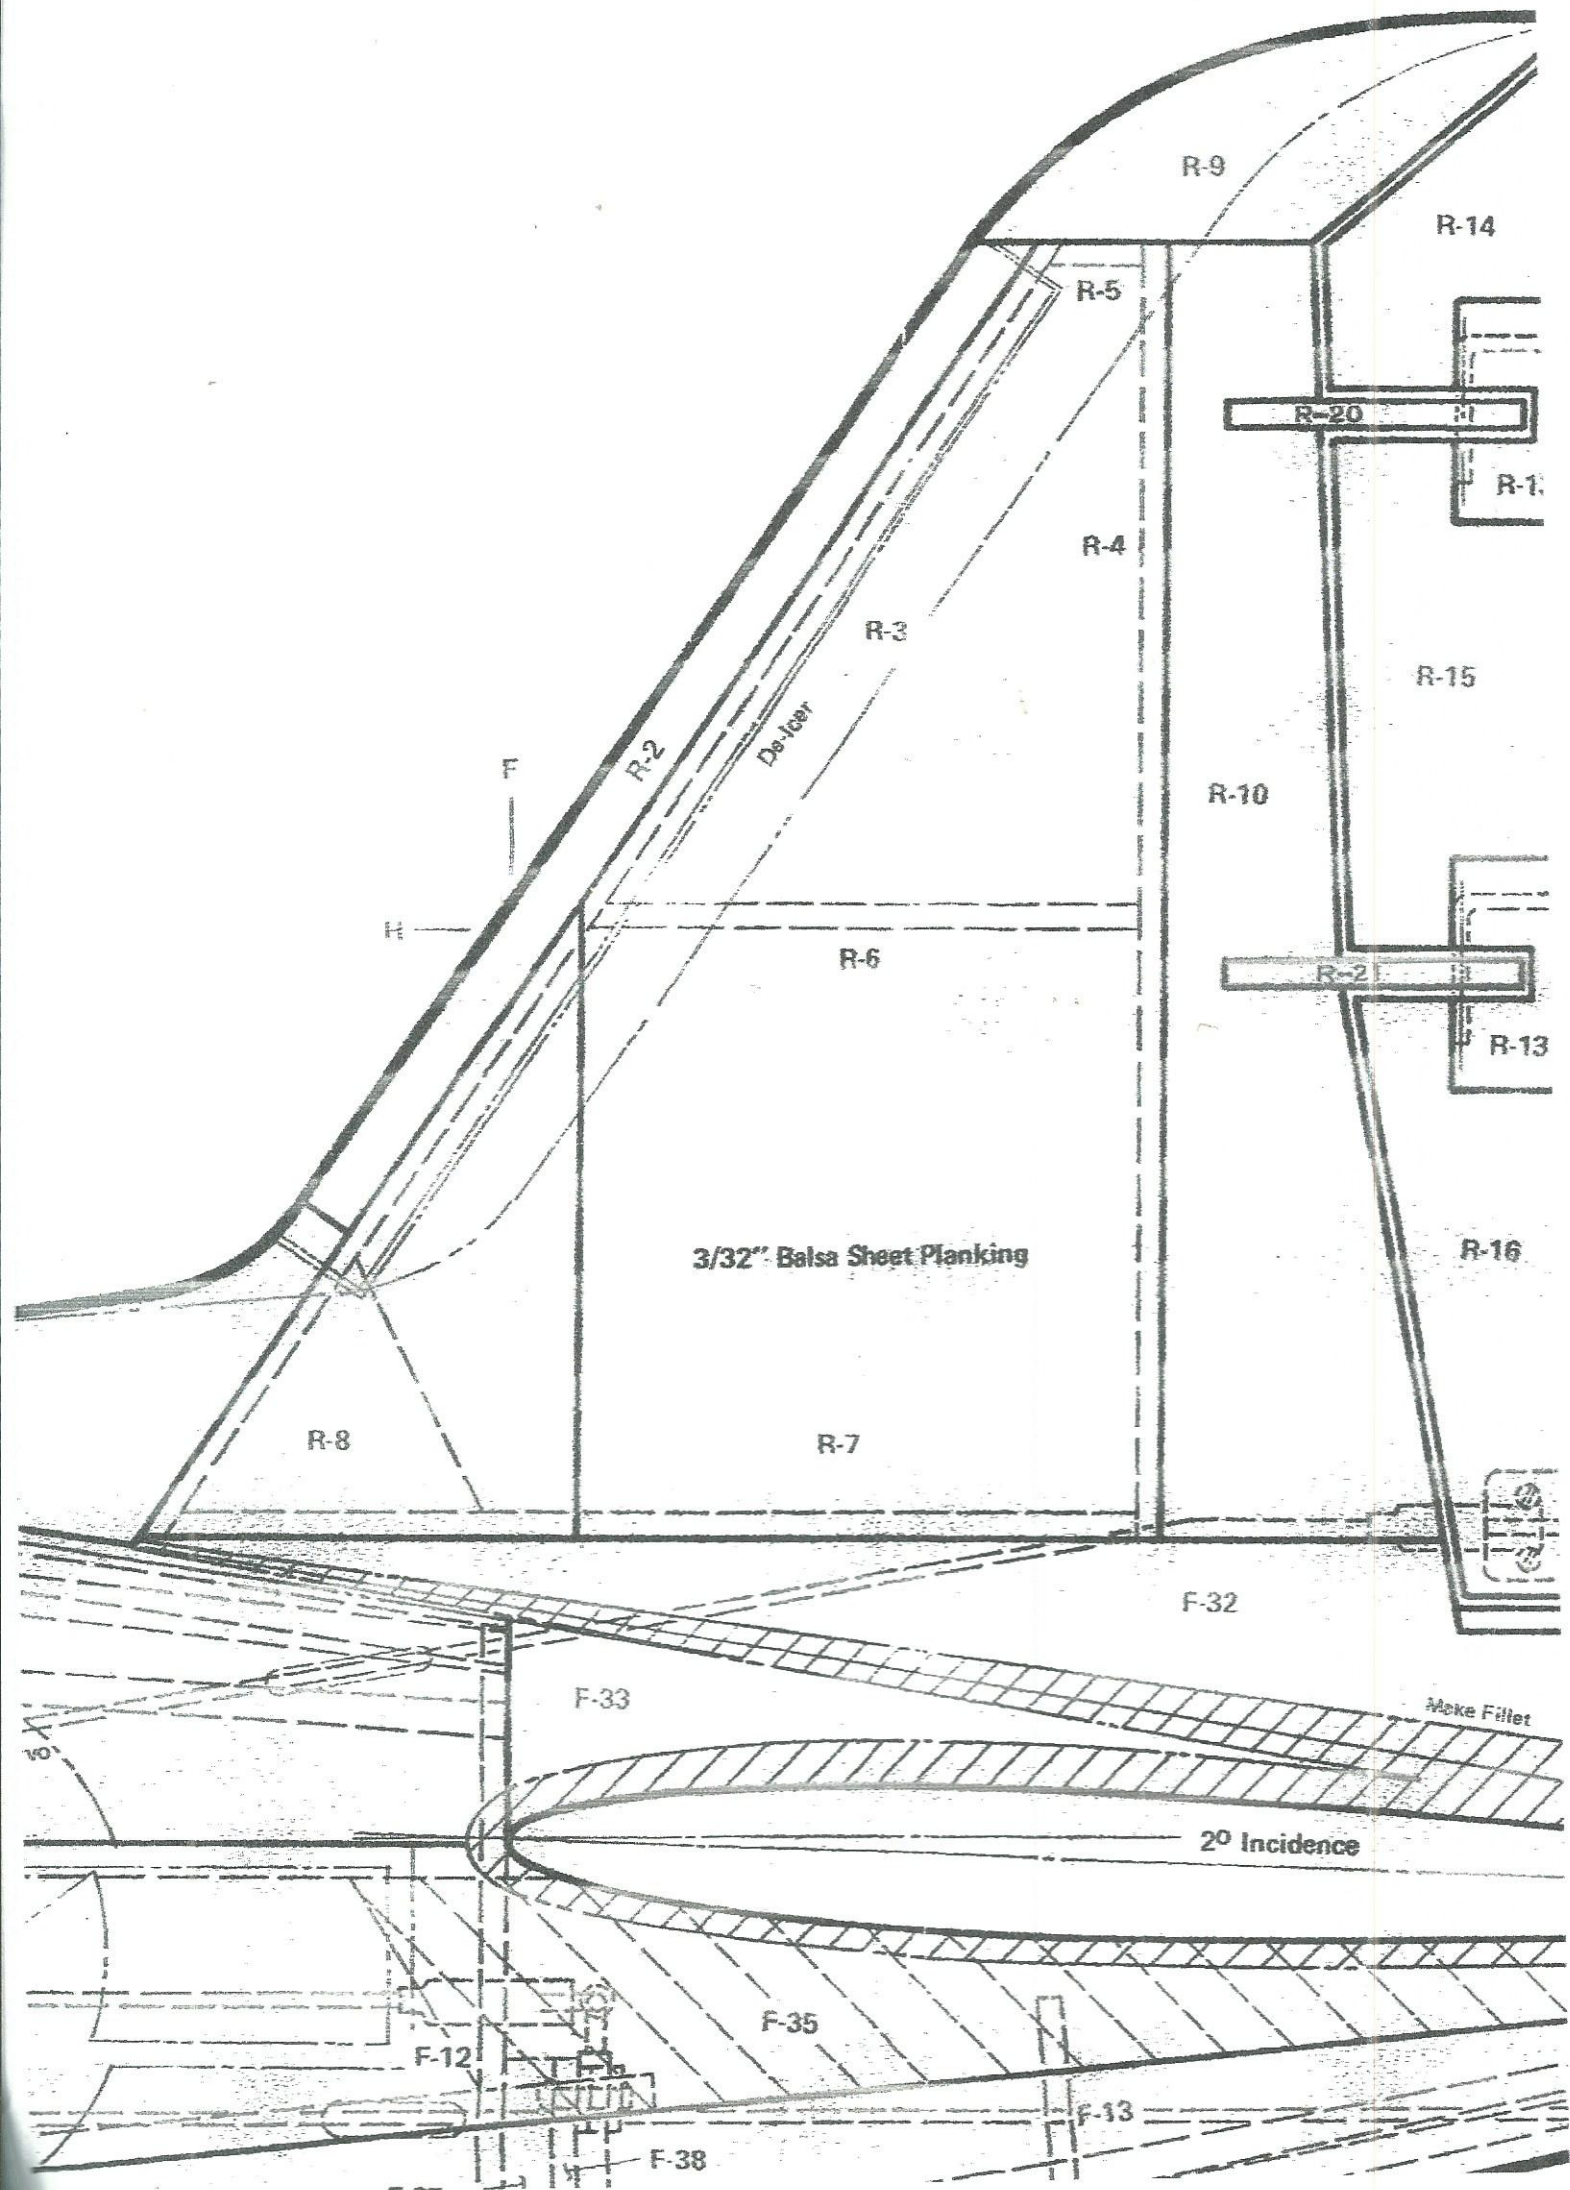 R-9
R-14
R-5
R-20
R-4
R-3
R-15
De-Icer
R-2
F
R-10
H
R-6
R-13
R-16
3/32" Balsa Sheet Planking
R-8
R-7
F-32
F-33
Make Fillet
2° Incidence
F-35
F-12
F-13
F-38